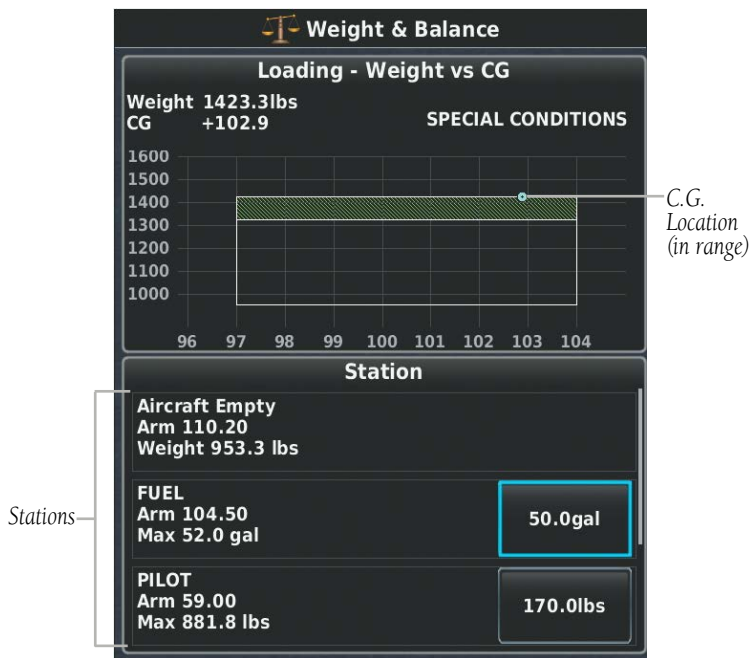 Weight & Balance
Loading - Weight vs CG
Weight 1423.3lbs
CG +102.9
SPECIAL CONDITIONS
1600
1500
1400
1300
1200
1100
1000
96 97 98 99 100 101 102 103 104
C.G.
Location
(in range)
Station
Aircraft Empty
Arm 110.20
Weight 953.3 lbs
Stations
FUEL
Arm 104.50
Max 52.0 gal
50.0gal
PILOT
Arm 59.00
Max 881.8 lbs
170.0lbs